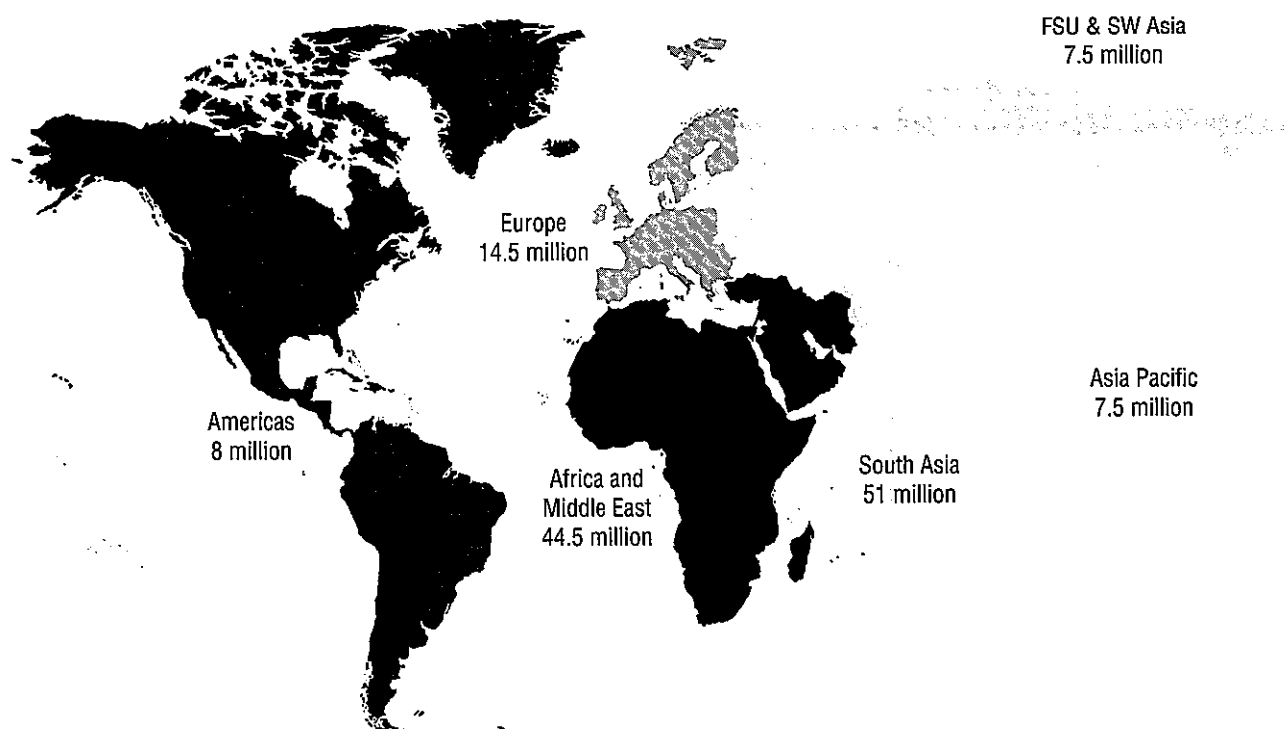 FSU & SW Asia
7.5 million
Europe
14.5 million
Asia Pacific
7.5 million
Americas
8 million
South Asia
51 million
Africa and
Middle East
44.5 million